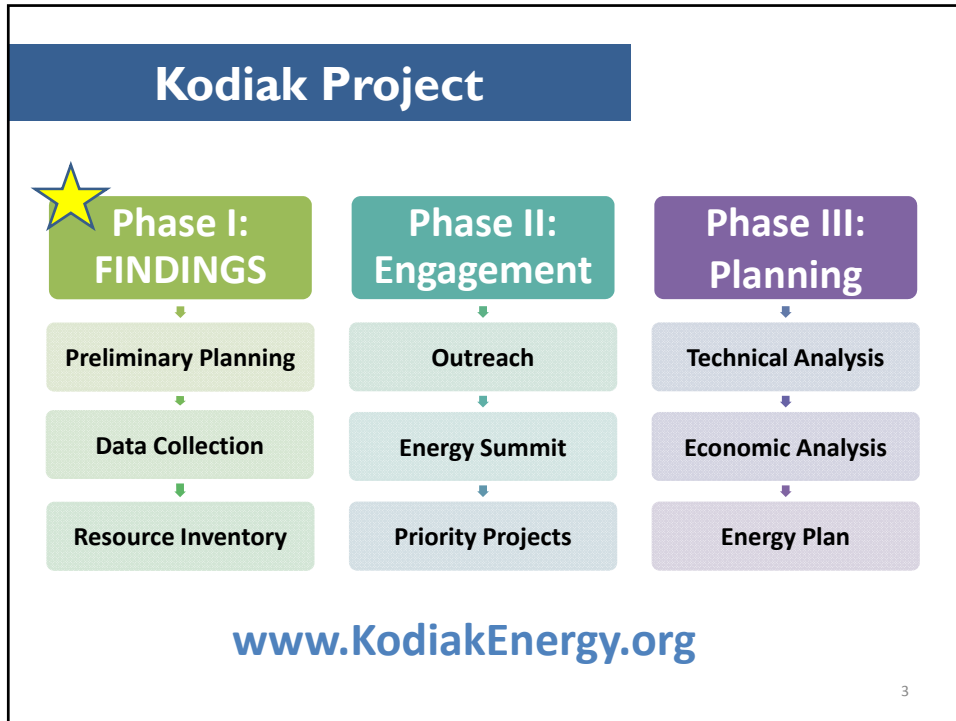 Kodiak Project
Phase I:
FINDINGS
Preliminary Planning
Data Collection
Resource Inventory
Phase II:
Engagement
Outreach
Energy Summit
Priority Projects
Phase III:
Planning
Technical Analysis
Economic Analysis
Energy Plan
www.KodiakEnergy.org
3